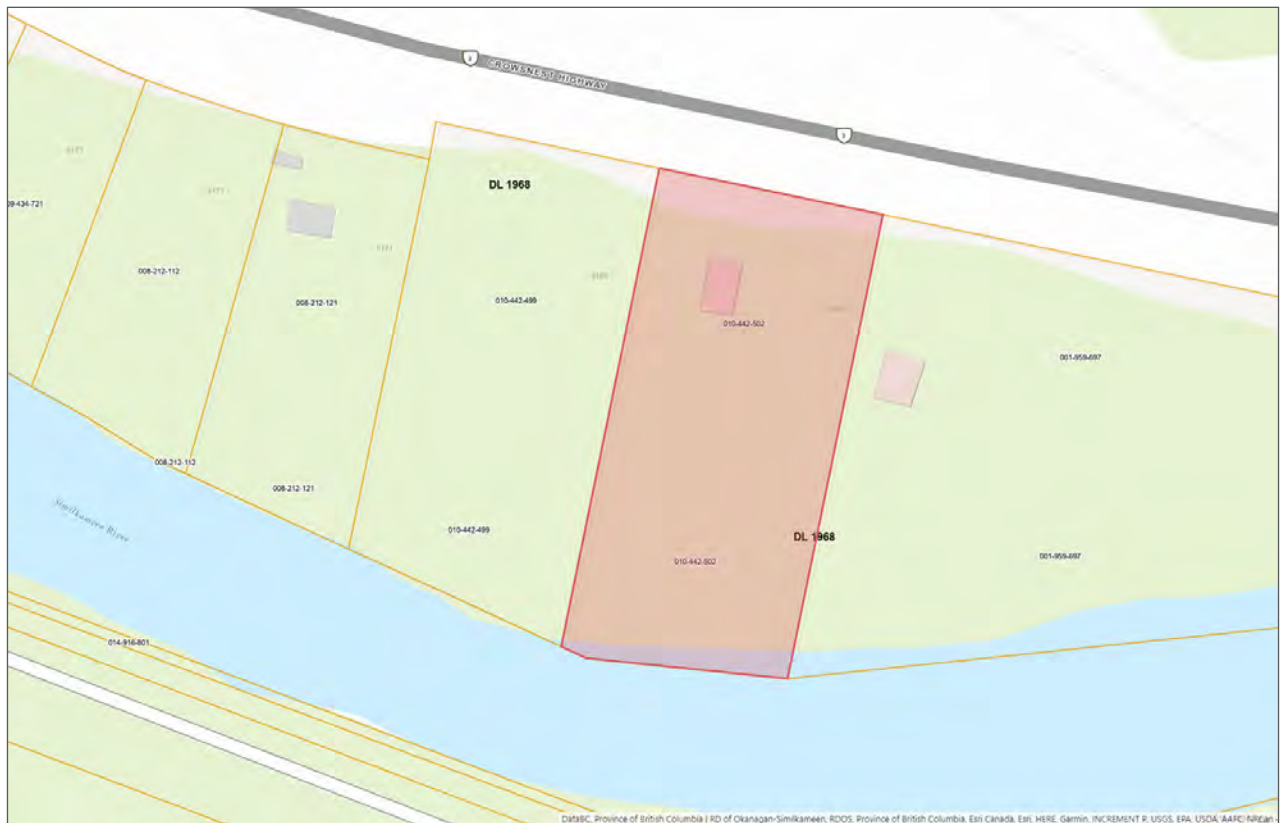 3
CROWSNEST HIGHWAY
3
DL 1968
09-434-721
008-212-112
008-212-121
010-442-499
010-442-502
001-959-697
008-212-112
008-212-121
010-442-499
010-442-502
DL 1968
001-959-697
Similkameen River
014-916-801
DataBC, Province of British Columbia | RD of Okanagan-Similkameen, RDOS, Province of British Columbia, Esri Canada, Esri, HERE, Garmin, INCREMENT P, USGS, EPA, USDA, AAFC, NRCan